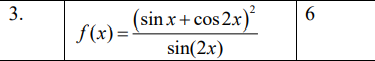 3. f(x) = (sin x + cos 2x)² / sin(2x) 6